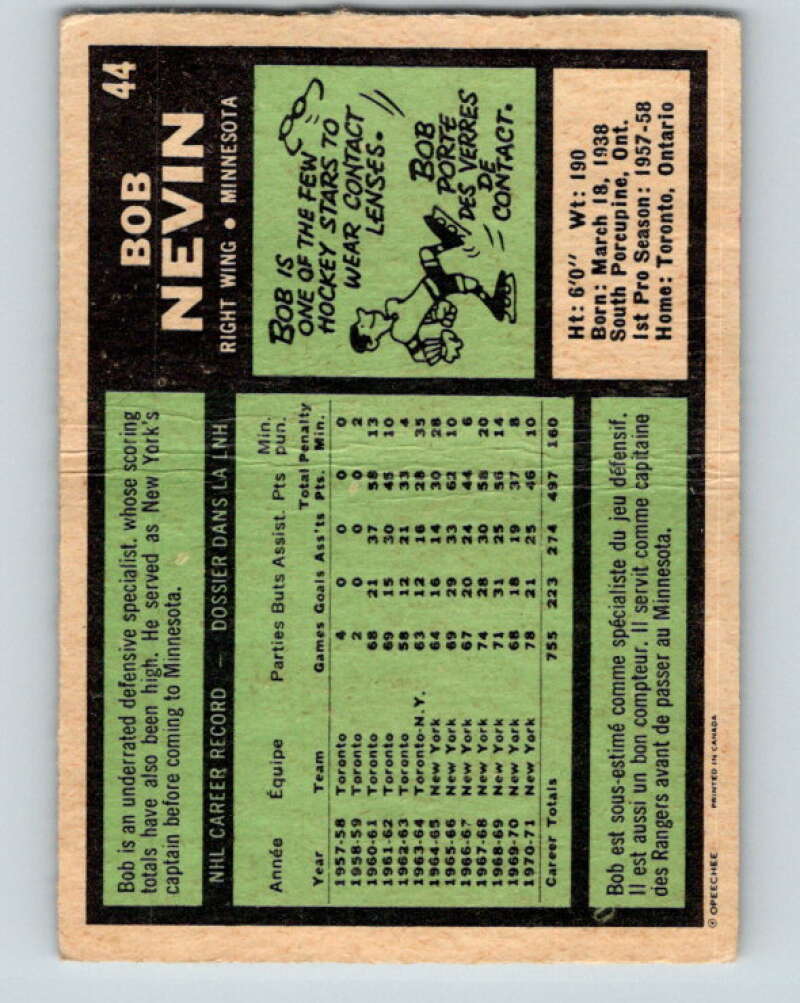 44
BOB
NEVIN
RIGHT WING • MINNESOTA
Bob is an underrated defensive specialist. whose scoring
totals have also been high. He served as New York's
captain before coming to Minnesota.
BOB IS
ONE OF THE FEW
HOCKEY STARS TO
WEAR CONTACT
LENSES.
BOB
PORTE
DES VERRES
DE
CONTACT.
Ht: 6'0" Wt: 190
Born: March 18, 1938
South Porcupine, Ont.
1st Pro Season: 1957-58
Home: Toronto, Ontario
NHL CAREER RECORD – DOSSIER DANS LA LNH
Min.
Année Équipe Parties Buts Assist. Pts pun.
Total Penalty
Year Team Games Goals Ass'ts Pts. Min.
1957-58 Toronto 4 0 0 0 0
1958-59 Toronto 2 0 0 0 2
1960-61 Toronto 68 21 37 58 13
1961-62 Toronto 69 15 30 45 10
1962-63 Toronto 58 12 21 33 4
1963-64 Toronto-N.Y. 63 12 16 28 35
1964-65 New York 64 16 14 30 28
1965-66 New York 69 29 33 62 10
1966-67 New York 67 20 24 44 6
1967-68 New York 74 28 30 58 20
1968-69 New York 71 31 25 56 14
1969-70 New York 68 18 19 37 8
1970-71 New York 78 21 25 46 10
Career Totals 755 223 274 497 160
Bob est sous-estimé comme spécialiste du jeu défensif.
Il est aussi un bon compteur. Il servit comme capitaine
des Rangers avant de passer au Minnesota.
© OPEECHEE PRINTED IN CANADA